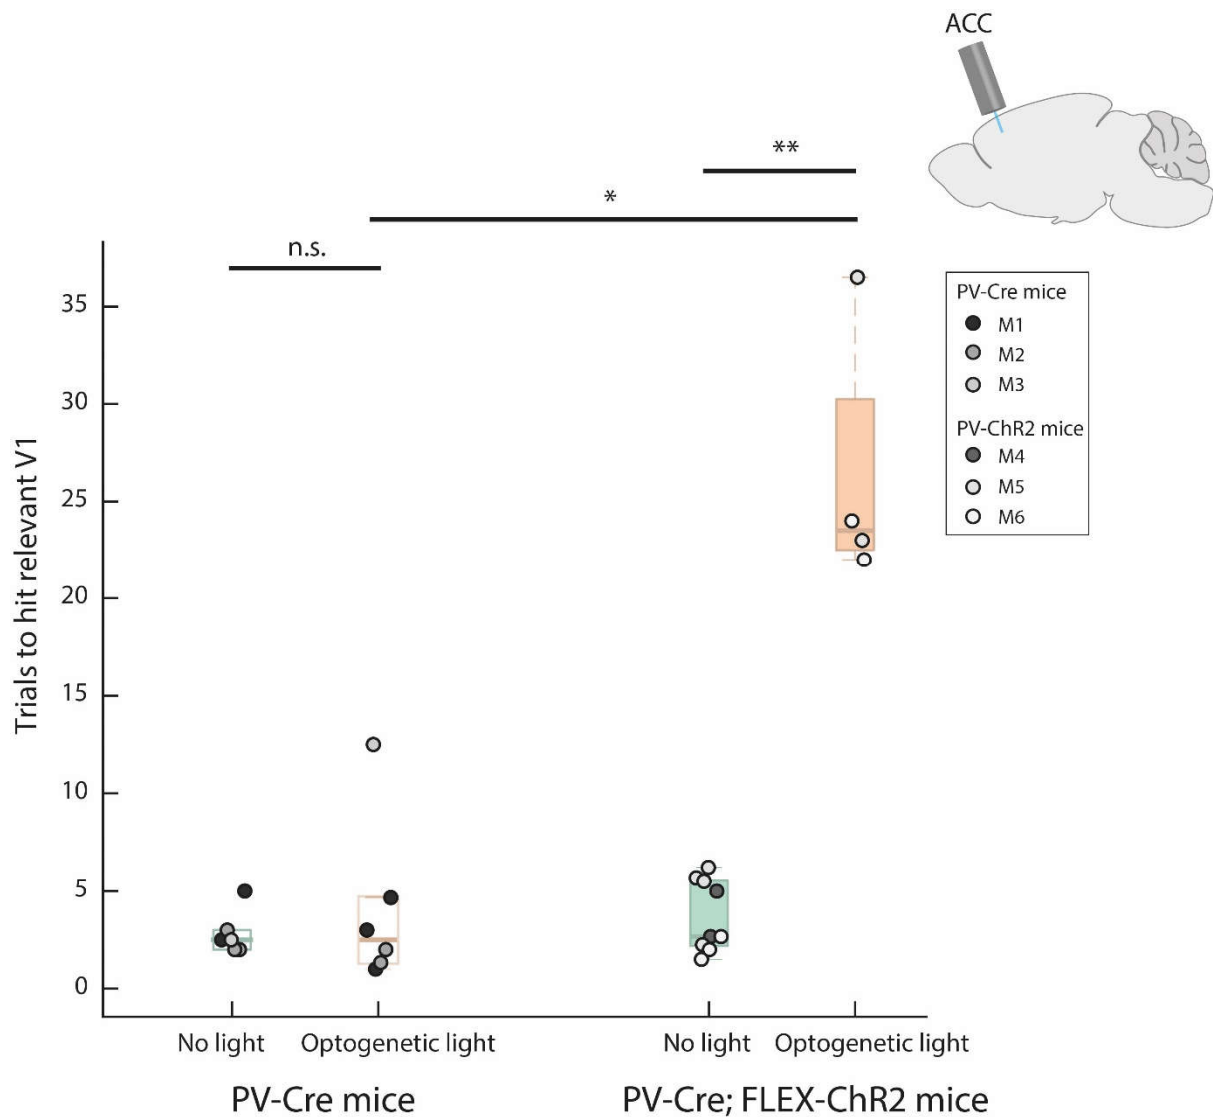 ACC
**
*
n.s.
PV-Cre mice
M1
M2
M3
PV-ChR2 mice
M4
M5
M6
Trials to hit relevant V1
35
30
25
20
15
10
5
0
No light
Optogenetic light
No light
Optogenetic light
PV-Cre mice
PV-Cre; FLEX-ChR2 mice